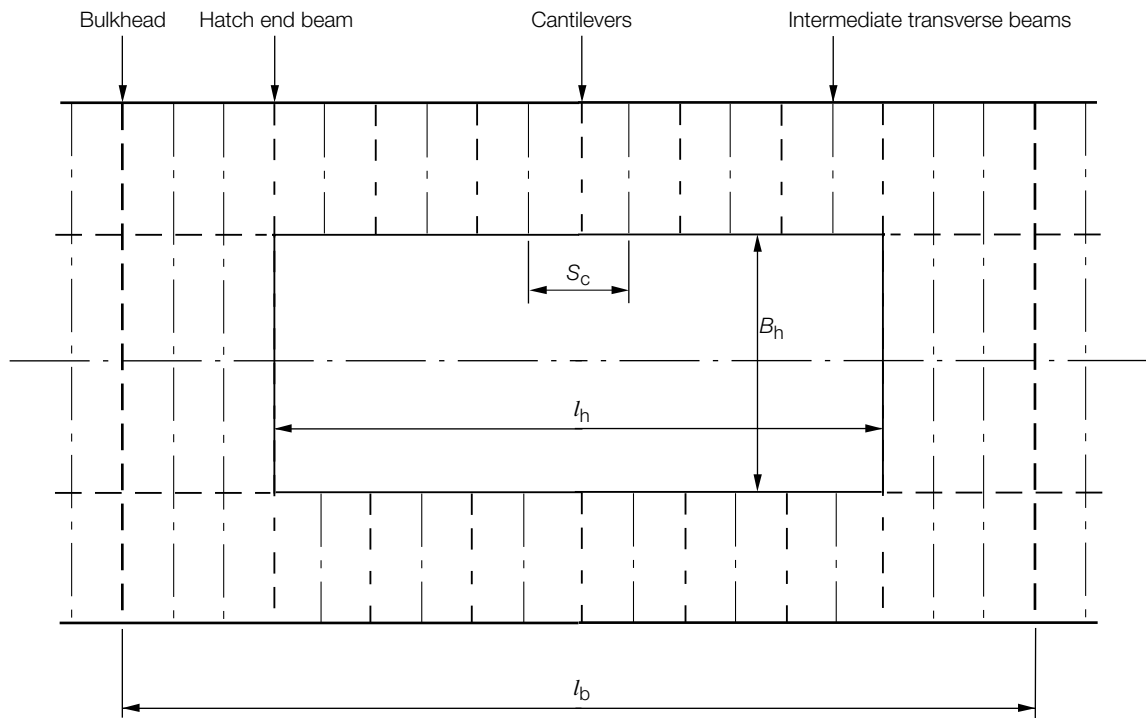 Bulkhead Hatch end beam Cantilevers Intermediate transverse beams
Sc
Bh
lh
lb